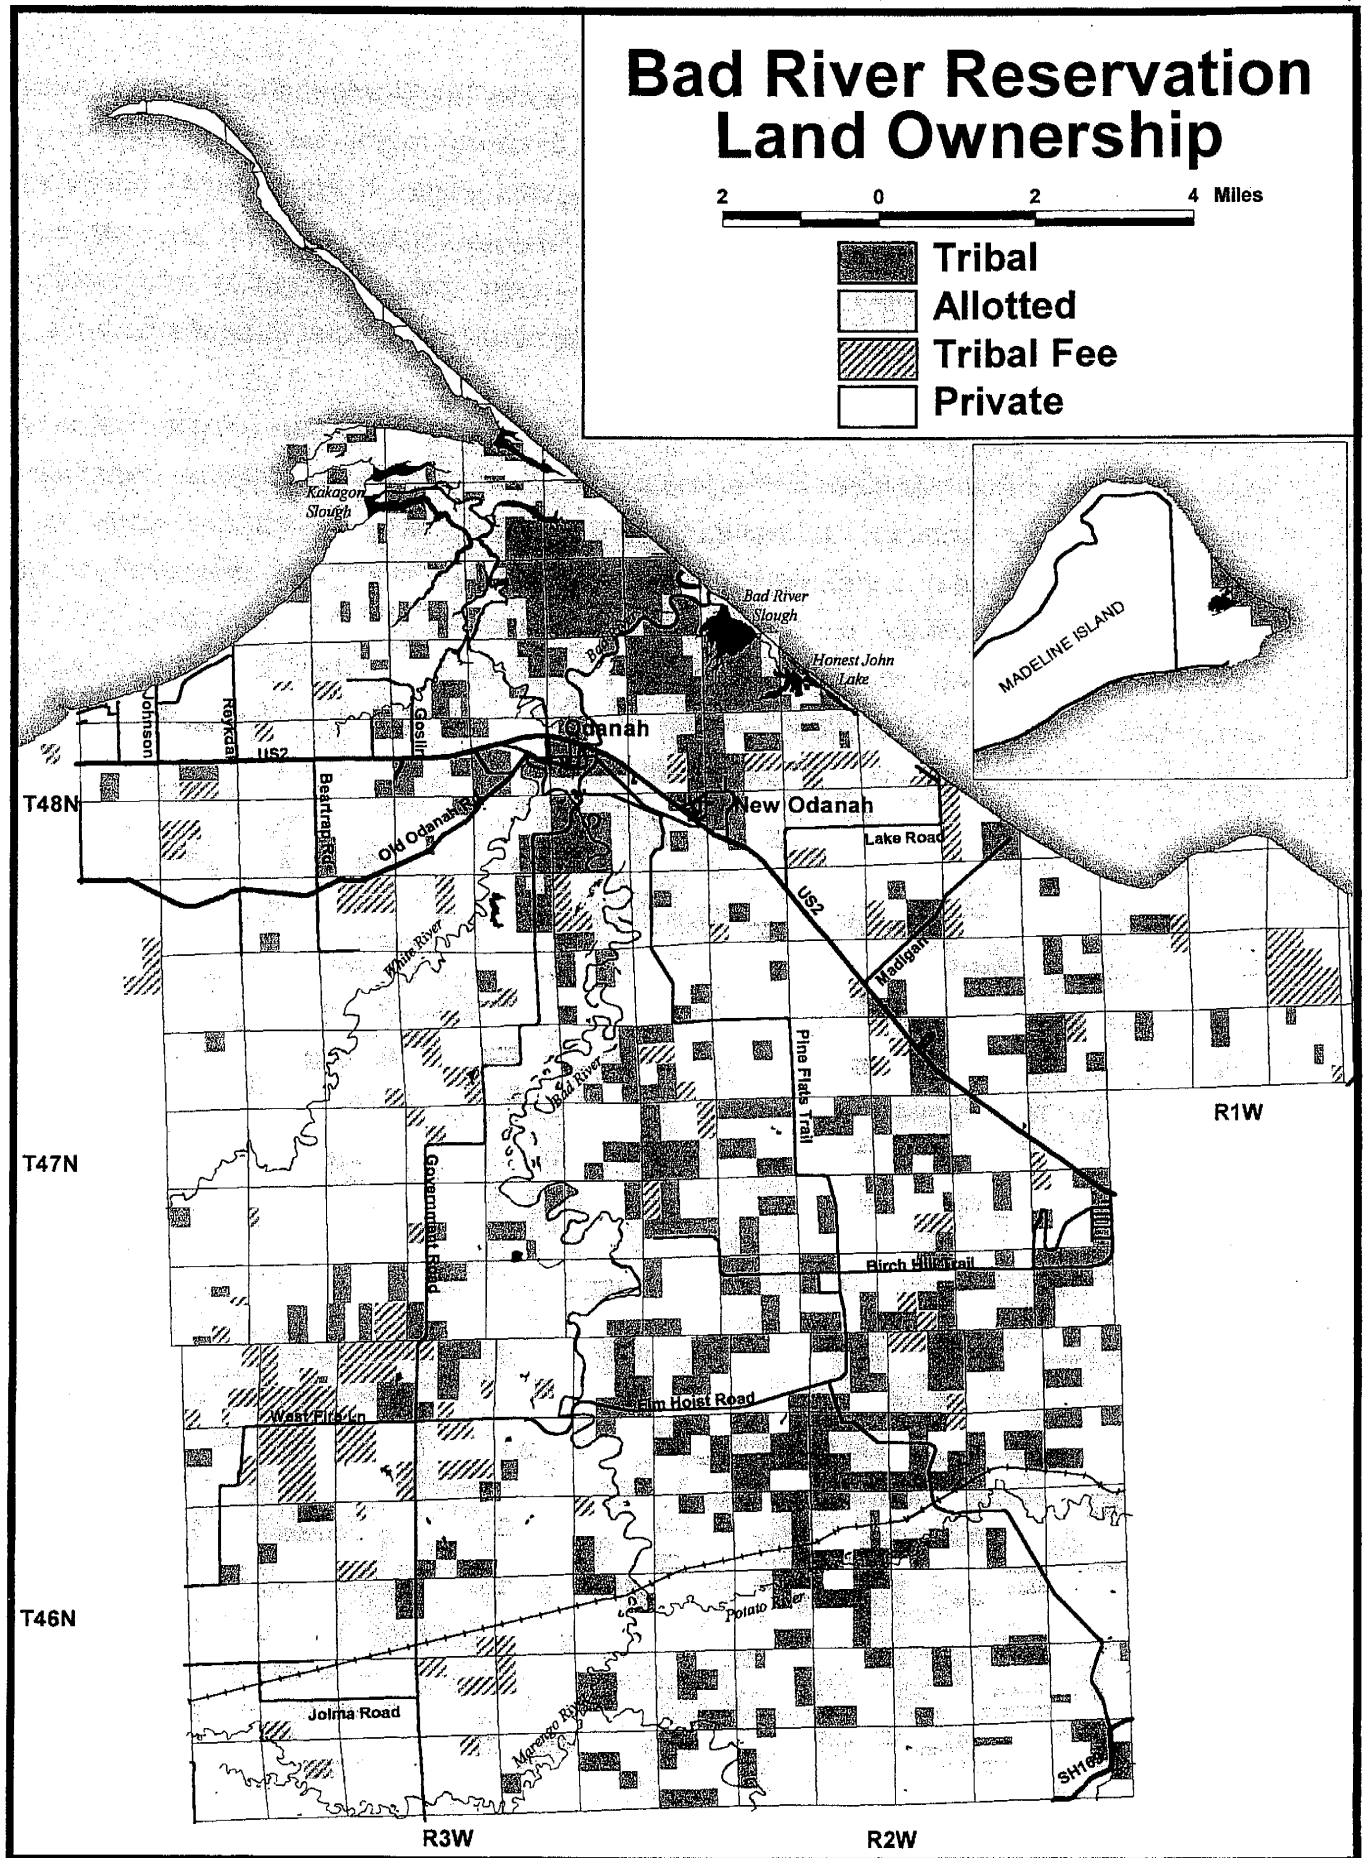 Bad River Reservation
Land Ownership
2 0 2 4 Miles
Tribal
Allotted
Tribal Fee
Private
Kakagon
Slough
Bad River
Slough
MADELINE ISLAND
Honest John
Lake
Johnson
Odanah
US2
T48N
Beartrap Rd
New Odanah
Old Odanah
Lake Road
US2
White River
Madigan
Pine Flats Trail
Bad River
R1W
T47N
Government Road
Birch Hill Trail
Elm Hoist Road
West Fire Ln
Potato River
T46N
Jolma Road
Marengo River
SH169
R3W
R2W